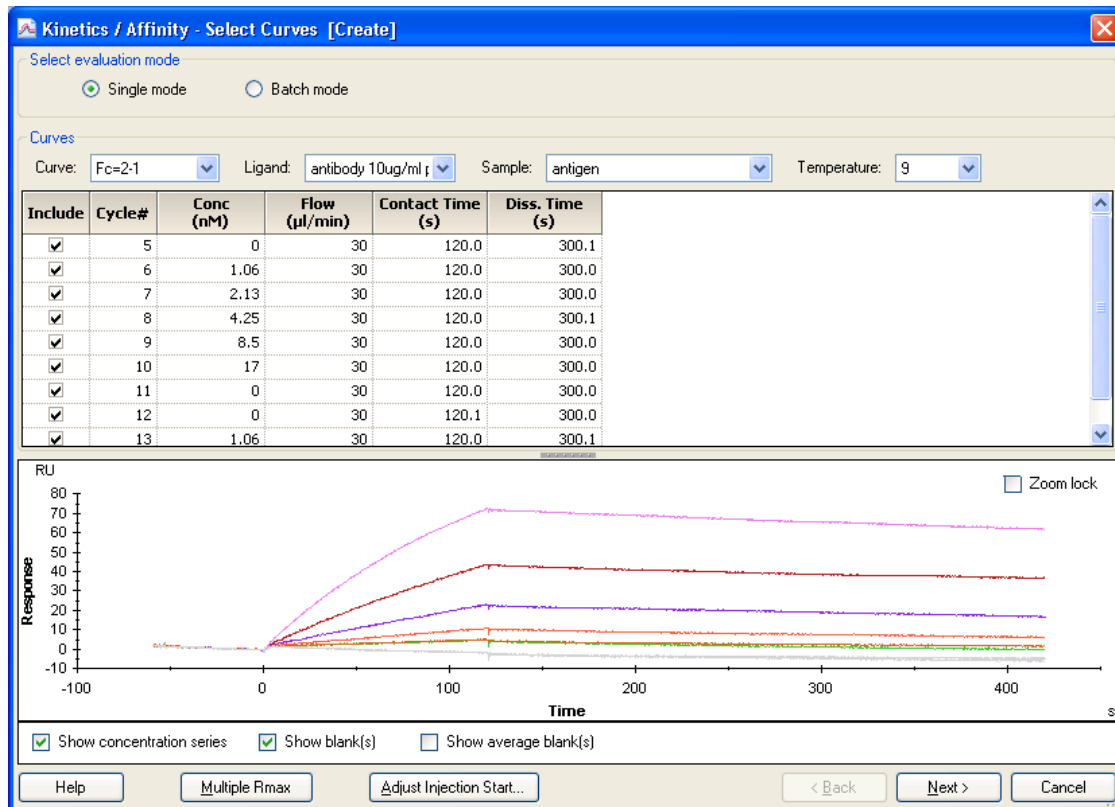 Kinetics / Affinity - Select Curves [Create]
Select evaluation mode
Single mode Batch mode
Curves
Curve: Fc=2-1 Ligand: antibody 10ug/ml Sample: antigen Temperature: 9
Include Cycle# Conc (nM) Flow (µl/min) Contact Time (s) Diss. Time (s)
5 0 30 120.0 300.1
6 1.06 30 120.0 300.0
7 2.13 30 120.0 300.0
8 4.25 30 120.0 300.1
9 8.5 30 120.0 300.0
10 17 30 120.0 300.0
11 0 30 120.0 300.0
12 0 30 120.1 300.0
13 1.06 30 120.0 300.1
RU
Zoom lock
80
70
60
50
40
30
20
10
0
-10
Response
-100 0 100 200 300 400
Time s
Show concentration series Show blank(s) Show average blank(s)
Help Multiple Rmax Adjust Injection Start... < Back Next > Cancel